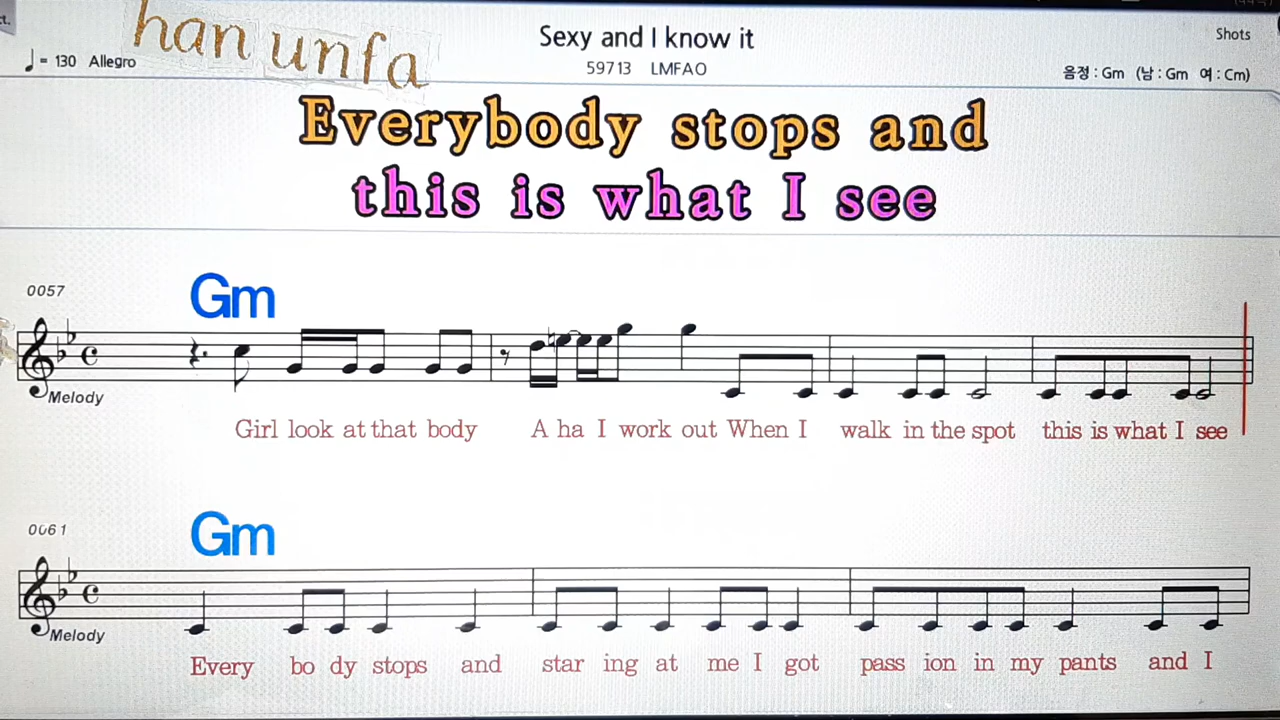 ct.
han unfa
Sexy and I know it
Shots
= 130 Allegro
59713 LMFAO
음정 : Gm (남 : Gm 여 : Cm)
Everybody stops and
this is what I see
0057
Gm
Melody
Girl look at that body A ha I work out When I walk in the spot this is what I see
0061
Gm
Melody
Every bo dy stops and star ing at me I got pass ion in my pants and I